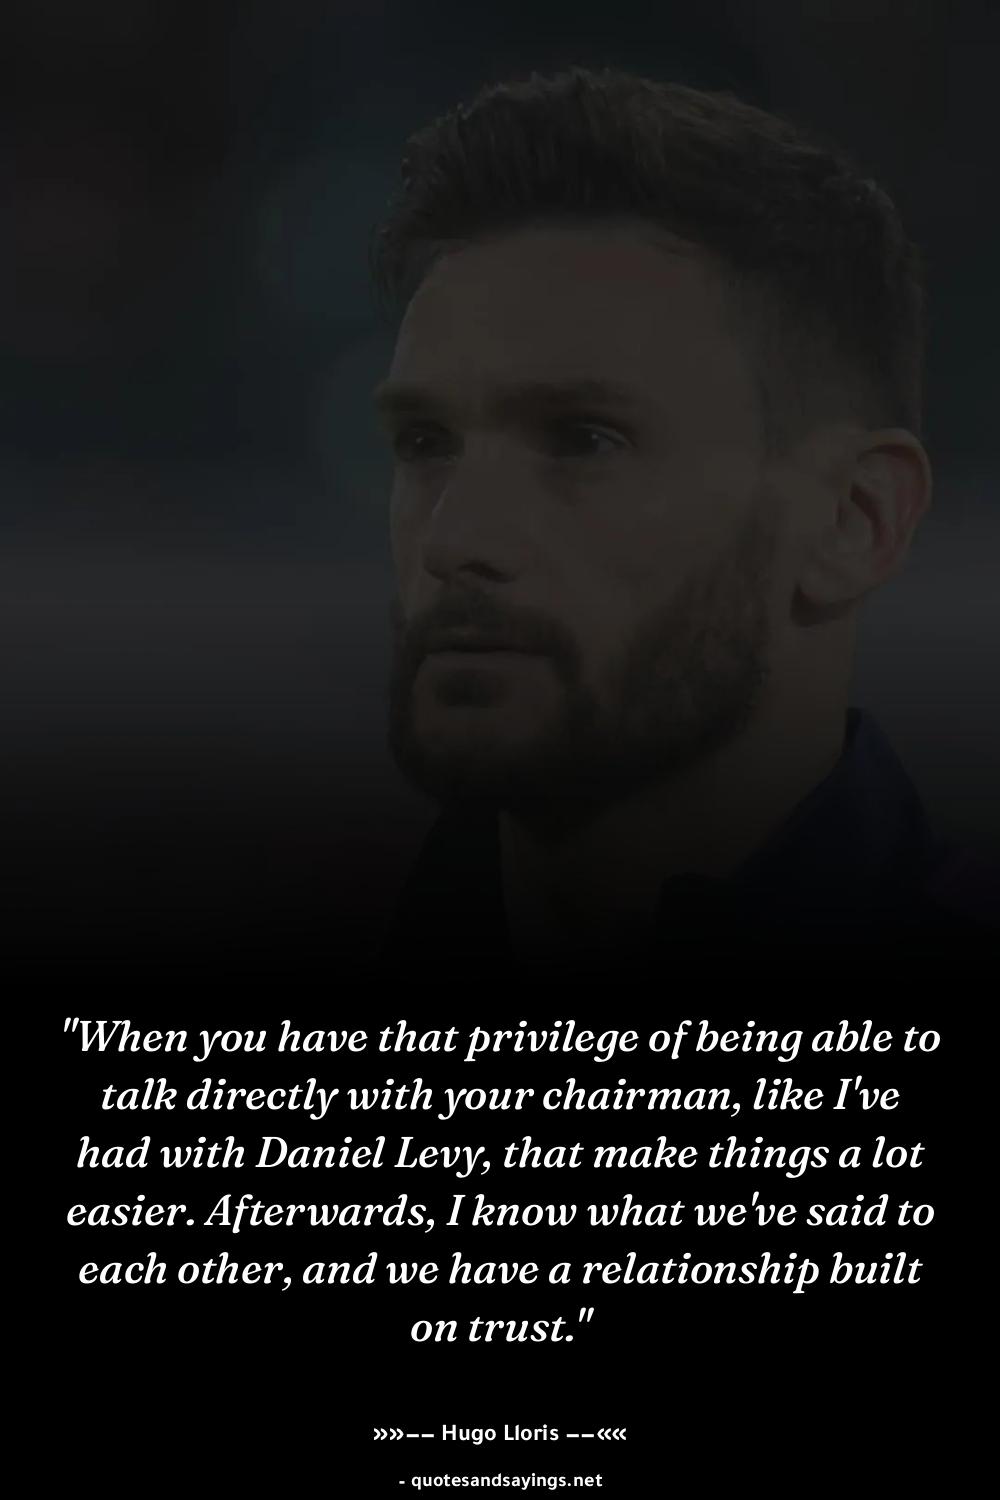 "When you have that privilege of being able to
talk directly with your chairman, like I've
had with Daniel Levy, that make things a lot
easier. Afterwards, I know what we've said to
each other, and we have a relationship built
on trust."
»»–– Hugo Lloris ––««
- quotesandsayings.net